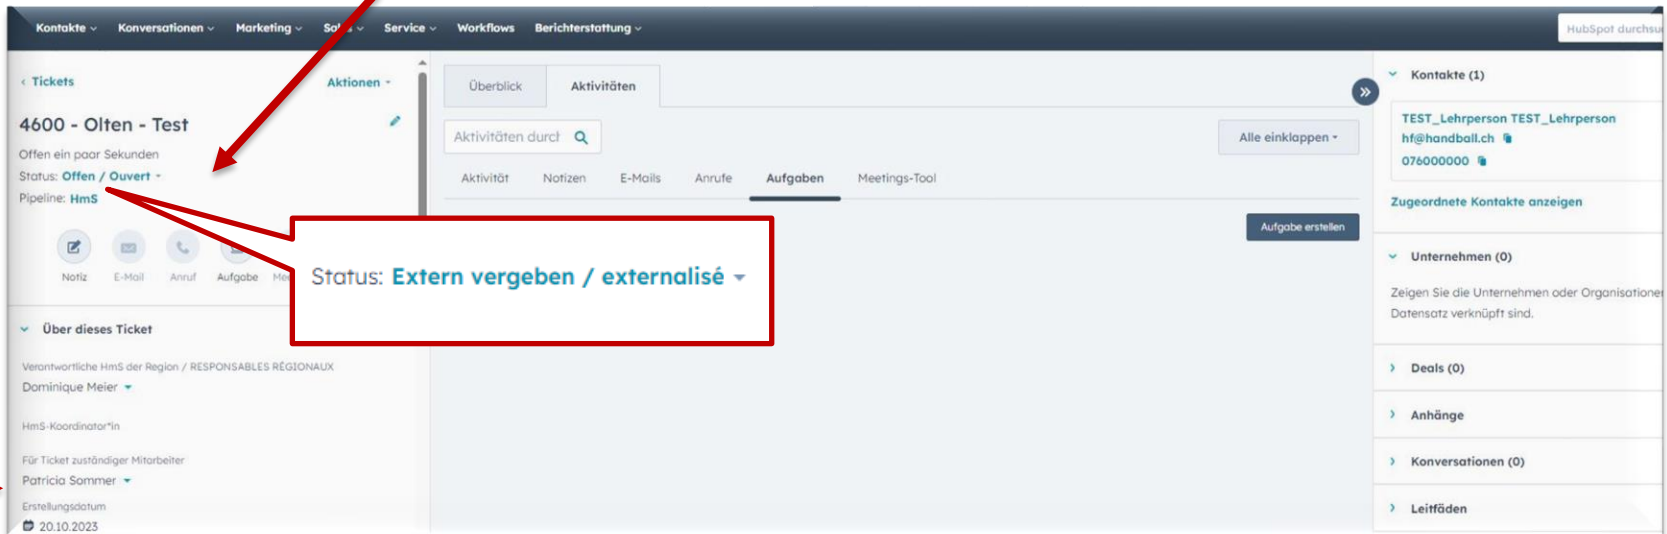 Kontakte Konversationen Marketing Sales Service Workflows Berichterstattung
HubSpot durchsu
Tickets Aktionen
4600 - Olten - Test
Offen ein paar Sekunden
Status: Offen / Ouvert
Pipeline: HmS
Notiz E-Mail Anruf Aufgabe
Über dieses Ticket
Verantwortliche HmS der Region / RESPONSABLES RÉGIONAUX
Dominique Meier
HmS-Koordinator*in
Für Ticket zuständiger Mitarbeiter
Patricia Sommer
Erstellungsdatum
20.10.2023
Status: Extern vergeben / externalisé
Überblick Aktivitäten
Aktivitäten durch
Alle einklappen
Aktivität Notizen E-Mails Anrufe Aufgaben Meetings-Tool
Aufgabe erstellen
Kontakte (1)
TEST_Lehrperson TEST_Lehrperson
hf@handball.ch
076000000
Zugeordnete Kontakte anzeigen
Unternehmen (0)
Zeigen Sie die Unternehmen oder Organisationen
Datensatz verknüpft sind.
Deals (0)
Anhänge
Konversationen (0)
Leitfäden